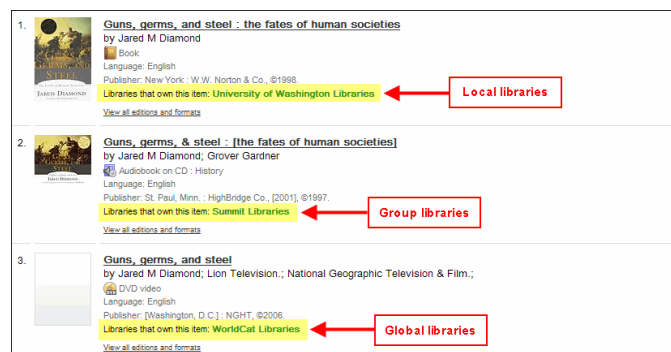 1.
Guns, germs, and steel : the fates of human societies
by Jared M Diamond
Book
Language: English
Publisher: New York : W.W. Norton & Co., ©1998.
Libraries that own this item: University of Washington Libraries
Local libraries
View all editions and formats
GERMS, AND
STEEL
JARED DIAMOND
2.
Guns, germs, & steel : [the fates of human societies]
by Jared M Diamond; Grover Gardner
Audiobook on CD : History
Language: English
Publisher: St. Paul, Minn. : HighBridge Co., [2001], ©1997.
Libraries that own this item: Summit Libraries
Group libraries
View all editions and formats
3.
Guns, germs, and steel
by Jared M Diamond; Lion Television.; National Geographic Television & Film.;
DVD video
Language: English
Publisher: [Washington, D.C.] : NGHT, ©2006.
Libraries that own this item: WorldCat Libraries
Global libraries
View all editions and formats